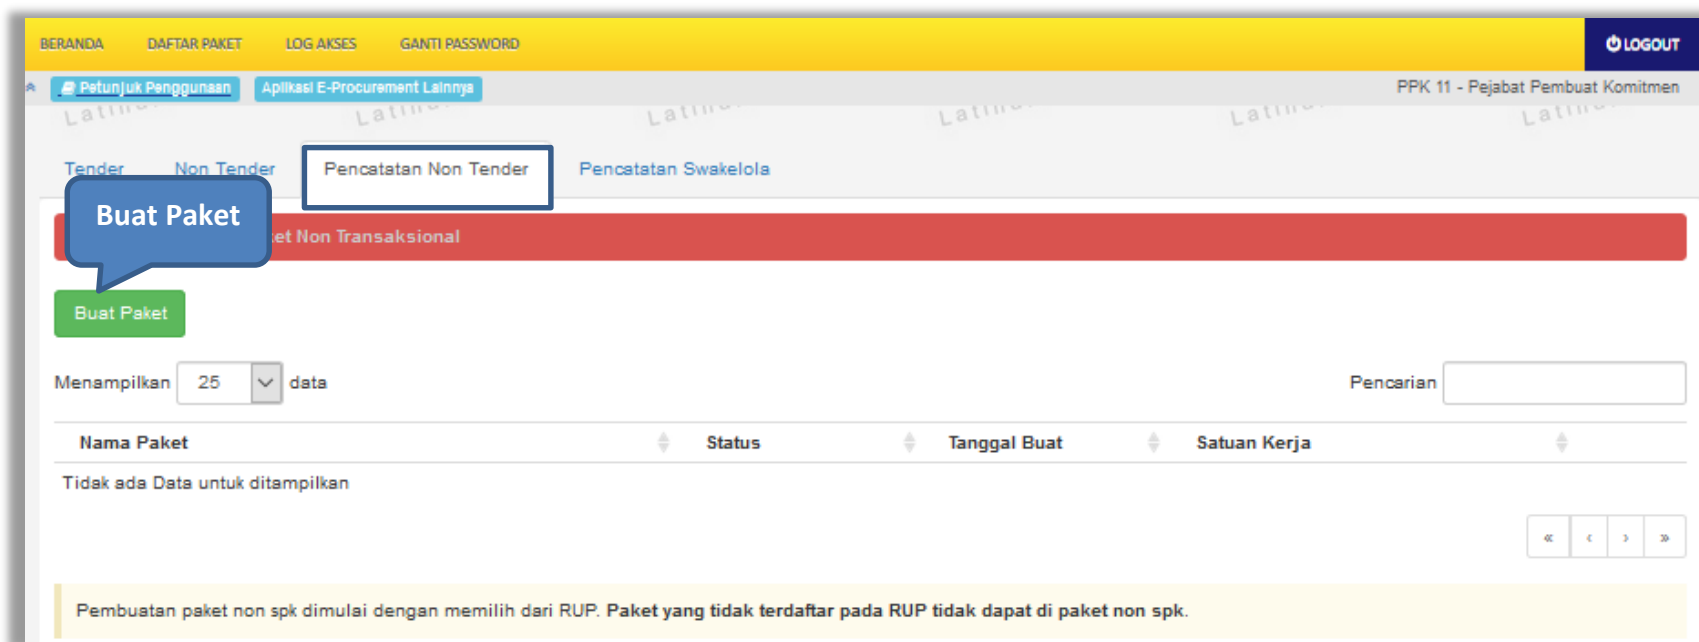 BERANDA DAFTAR PAKET LOG AKSES GANTI PASSWORD LOGOUT
Petunjuk Penggunaan Aplikasi E-Procurement Lainnya PPK 11 - Pejabat Pembuat Komitmen
Tender Non Tender Pencatatan Non Tender Pencatatan Swakelola
Buat Paket
Non Transaksional
Buat Paket
Menampilkan 25 data Pencarian
Nama Paket Status Tanggal Buat Satuan Kerja
Tidak ada Data untuk ditampilkan
« ‹ › »
Pembuatan paket non spk dimulai dengan memilih dari RUP. Paket yang tidak terdaftar pada RUP tidak dapat di paket non spk.